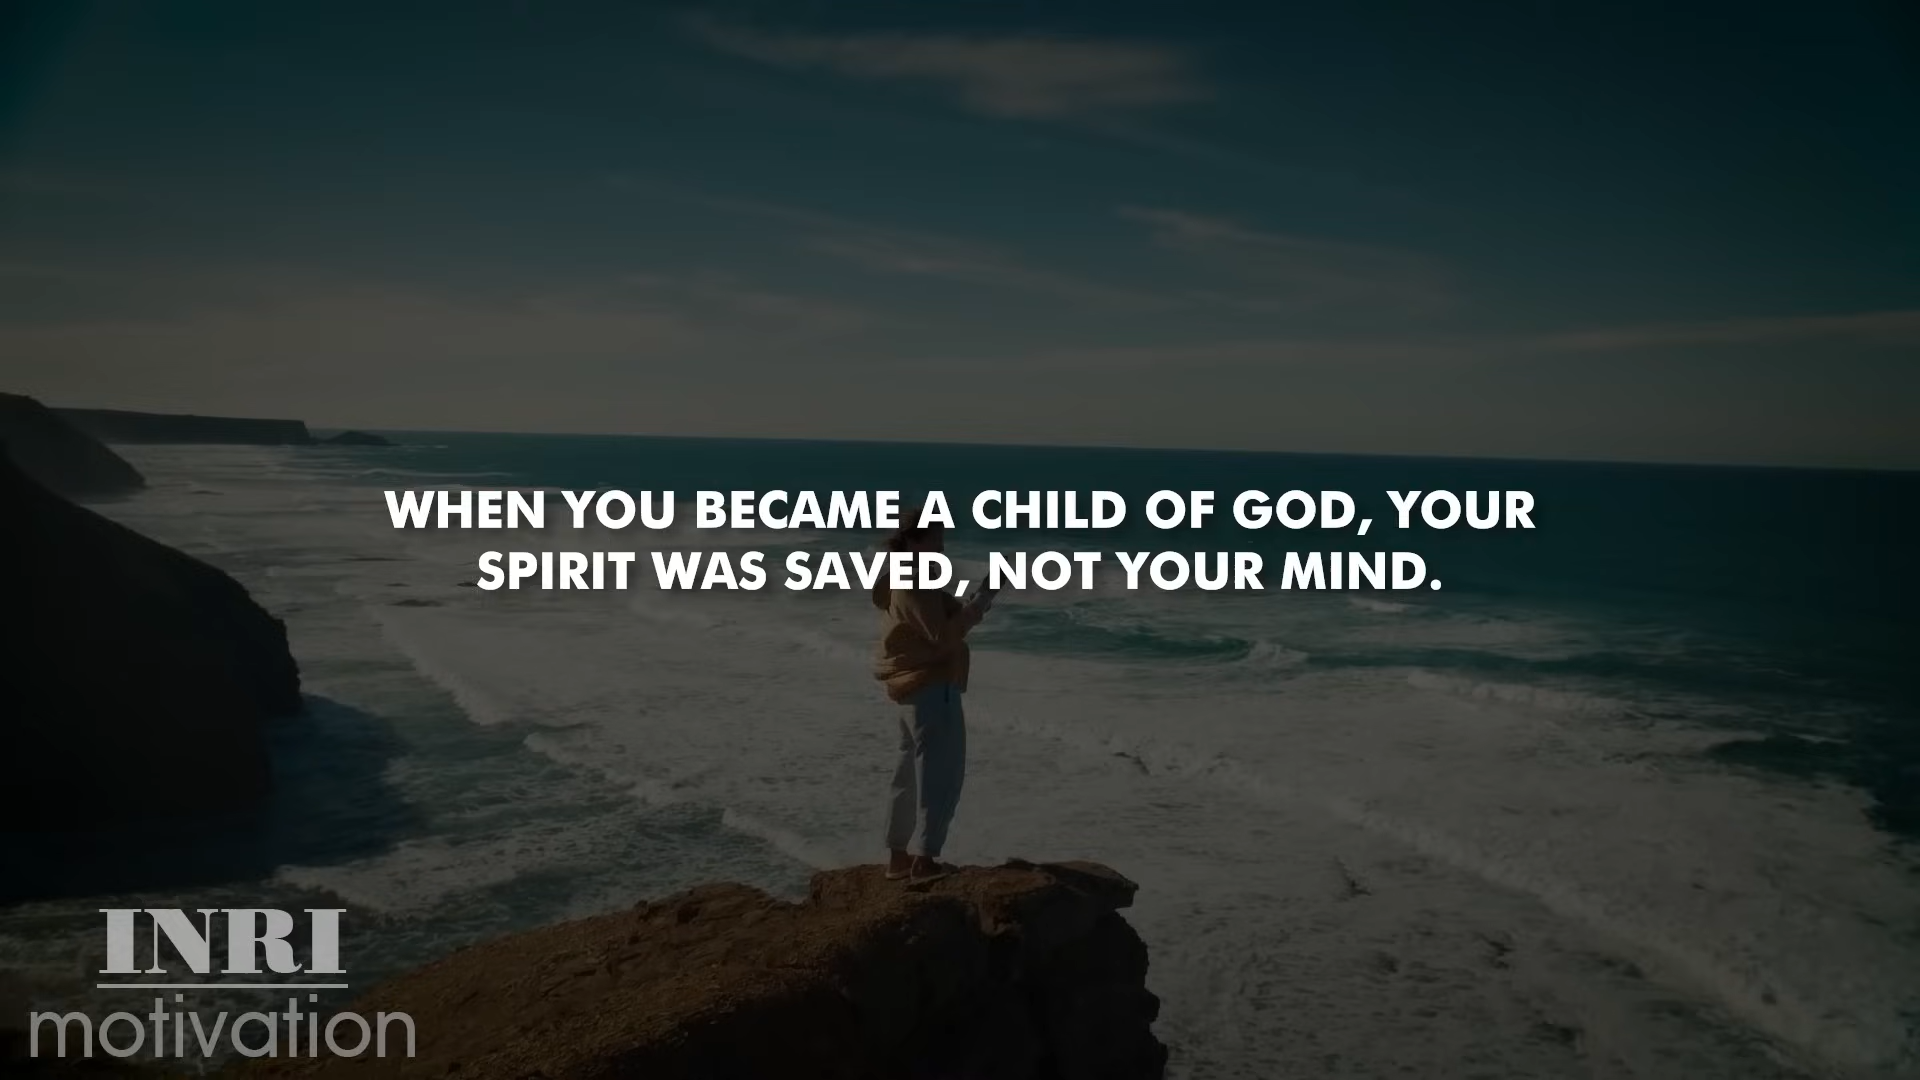 WHEN YOU BECAME A CHILD OF GOD, YOUR
SPIRIT WAS SAVED, NOT YOUR MIND.
INRI
motivation